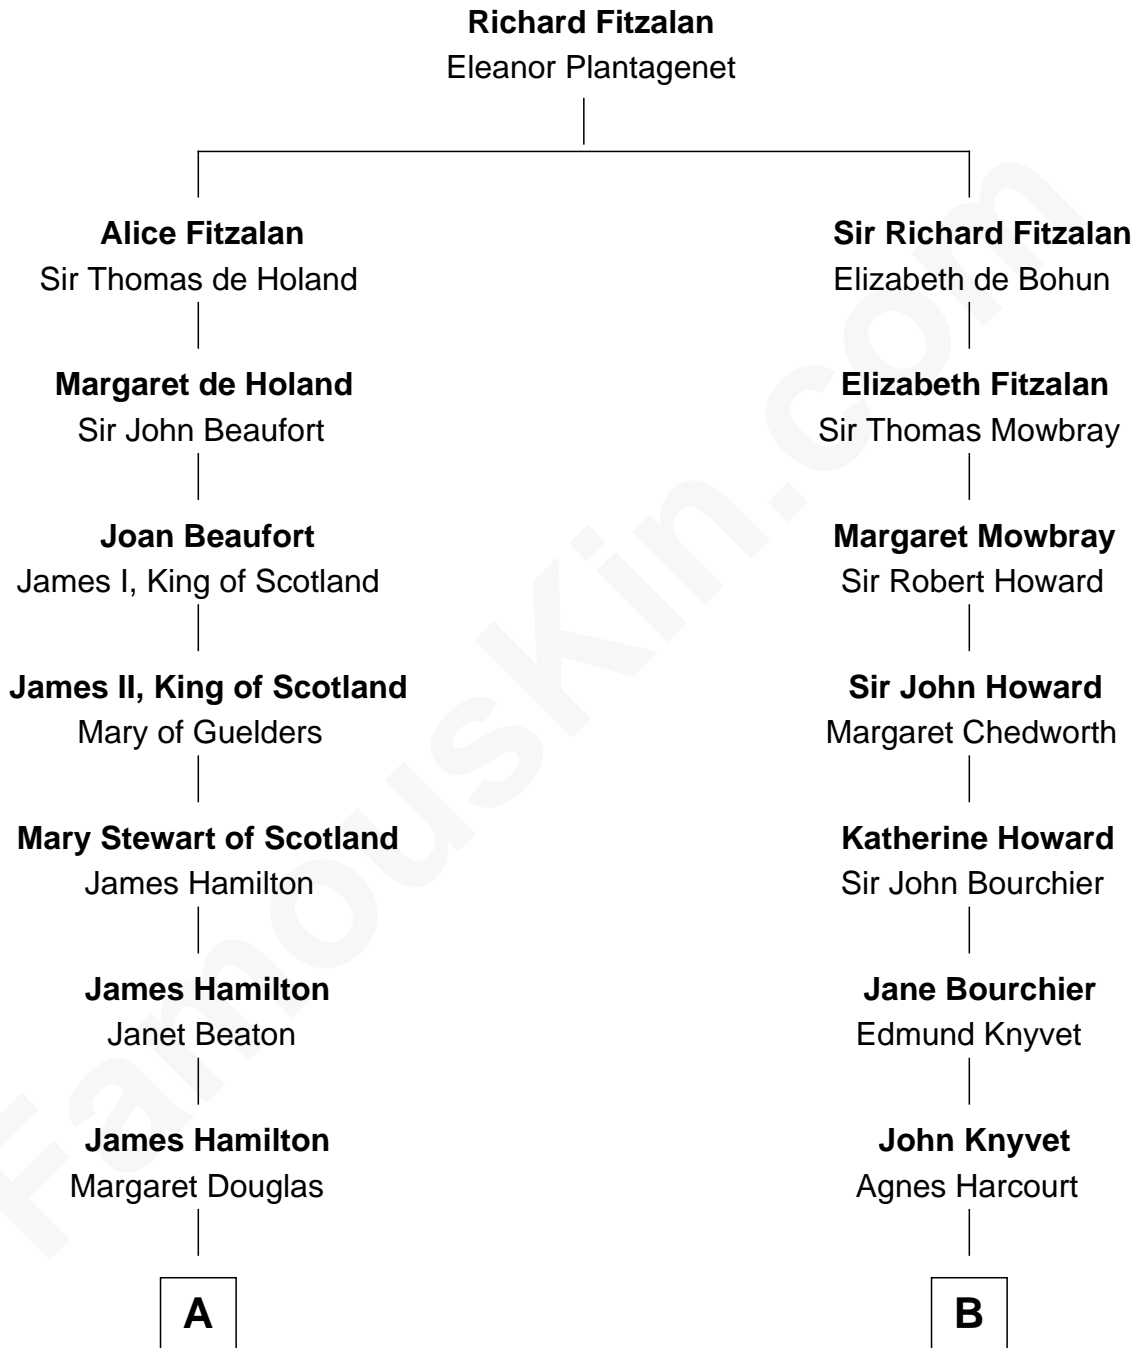 Richard Fitzalan
Eleanor Plantagenet
Alice Fitzalan
Sir Thomas de Holand
Margaret de Holand
Sir John Beaufort
Joan Beaufort
James I, King of Scotland
James II, King of Scotland
Mary of Guelders
Mary Stewart of Scotland
James Hamilton
James Hamilton
Janet Beaton
James Hamilton
Margaret Douglas
A
Sir Richard Fitzalan
Elizabeth de Bohun
Elizabeth Fitzalan
Sir Thomas Mowbray
Margaret Mowbray
Sir Robert Howard
Sir John Howard
Margaret Chedworth
Katherine Howard
Sir John Bourchier
Jane Bourchier
Edmund Knyvet
John Knyvet
Agnes Harcourt
B
FamousKin.com